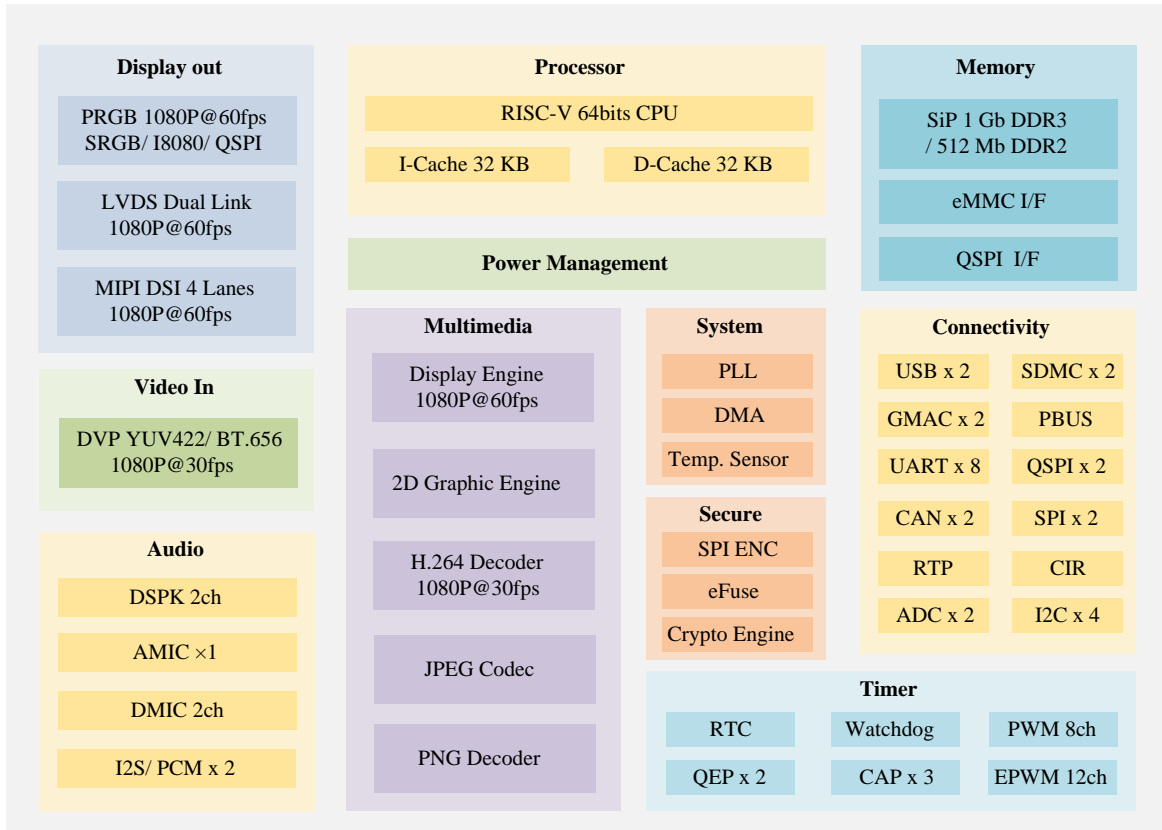 Display out
PRGB 1080P@60fps
SRGB/ I8080/ QSPI
LVDS Dual Link
1080P@60fps
MIPI DSI 4 Lanes
1080P@60fps
Video In
DVP YUV422/ BT.656
1080P@30fps
Audio
DSPK 2ch
AMIC ×1
DMIC 2ch
I2S/ PCM x 2
Processor
RISC-V 64bits CPU
I-Cache 32 KB
D-Cache 32 KB
Power Management
Multimedia
Display Engine
1080P@60fps
2D Graphic Engine
H.264 Decoder
1080P@30fps
JPEG Codec
PNG Decoder
System
PLL
DMA
Temp. Sensor
Secure
SPI ENC
eFuse
Crypto Engine
Memory
SiP 1 Gb DDR3
/ 512 Mb DDR2
eMMC I/F
QSPI I/F
Connectivity
USB x 2
SDMC x 2
GMAC x 2
PBUS
UART x 8
QSPI x 2
CAN x 2
SPI x 2
RTP
CIR
ADC x 2
I2C x 4
Timer
RTC
Watchdog
PWM 8ch
QEP x 2
CAP x 3
EPWM 12ch